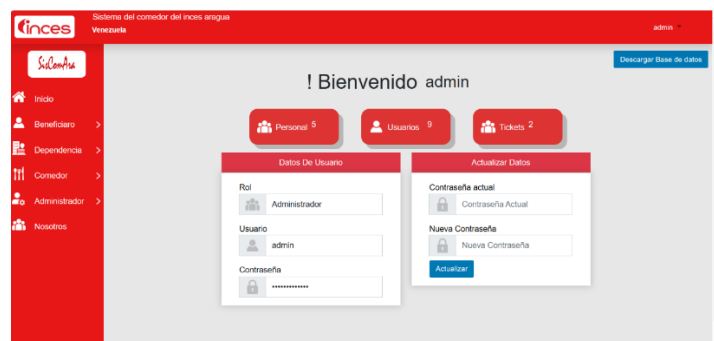 inces
Sistema del comedor del inces aragua
Venezuela
admin
SisComAra
Descargar Base de datos
! Bienvenido admin
Inicio
Beneficiaro
Dependencia
Comedor
Administrador
Nosotros
Personal 5
Usuarios 9
Tickets 2
Datos De Usuario
Rol
Administrador
Usuario
admin
Contraseña
•••••••••••••
Actualizar Datos
Contraseña actual
Contraseña Actual
Nueva Contraseña
Nueva Contraseña
Actualizar